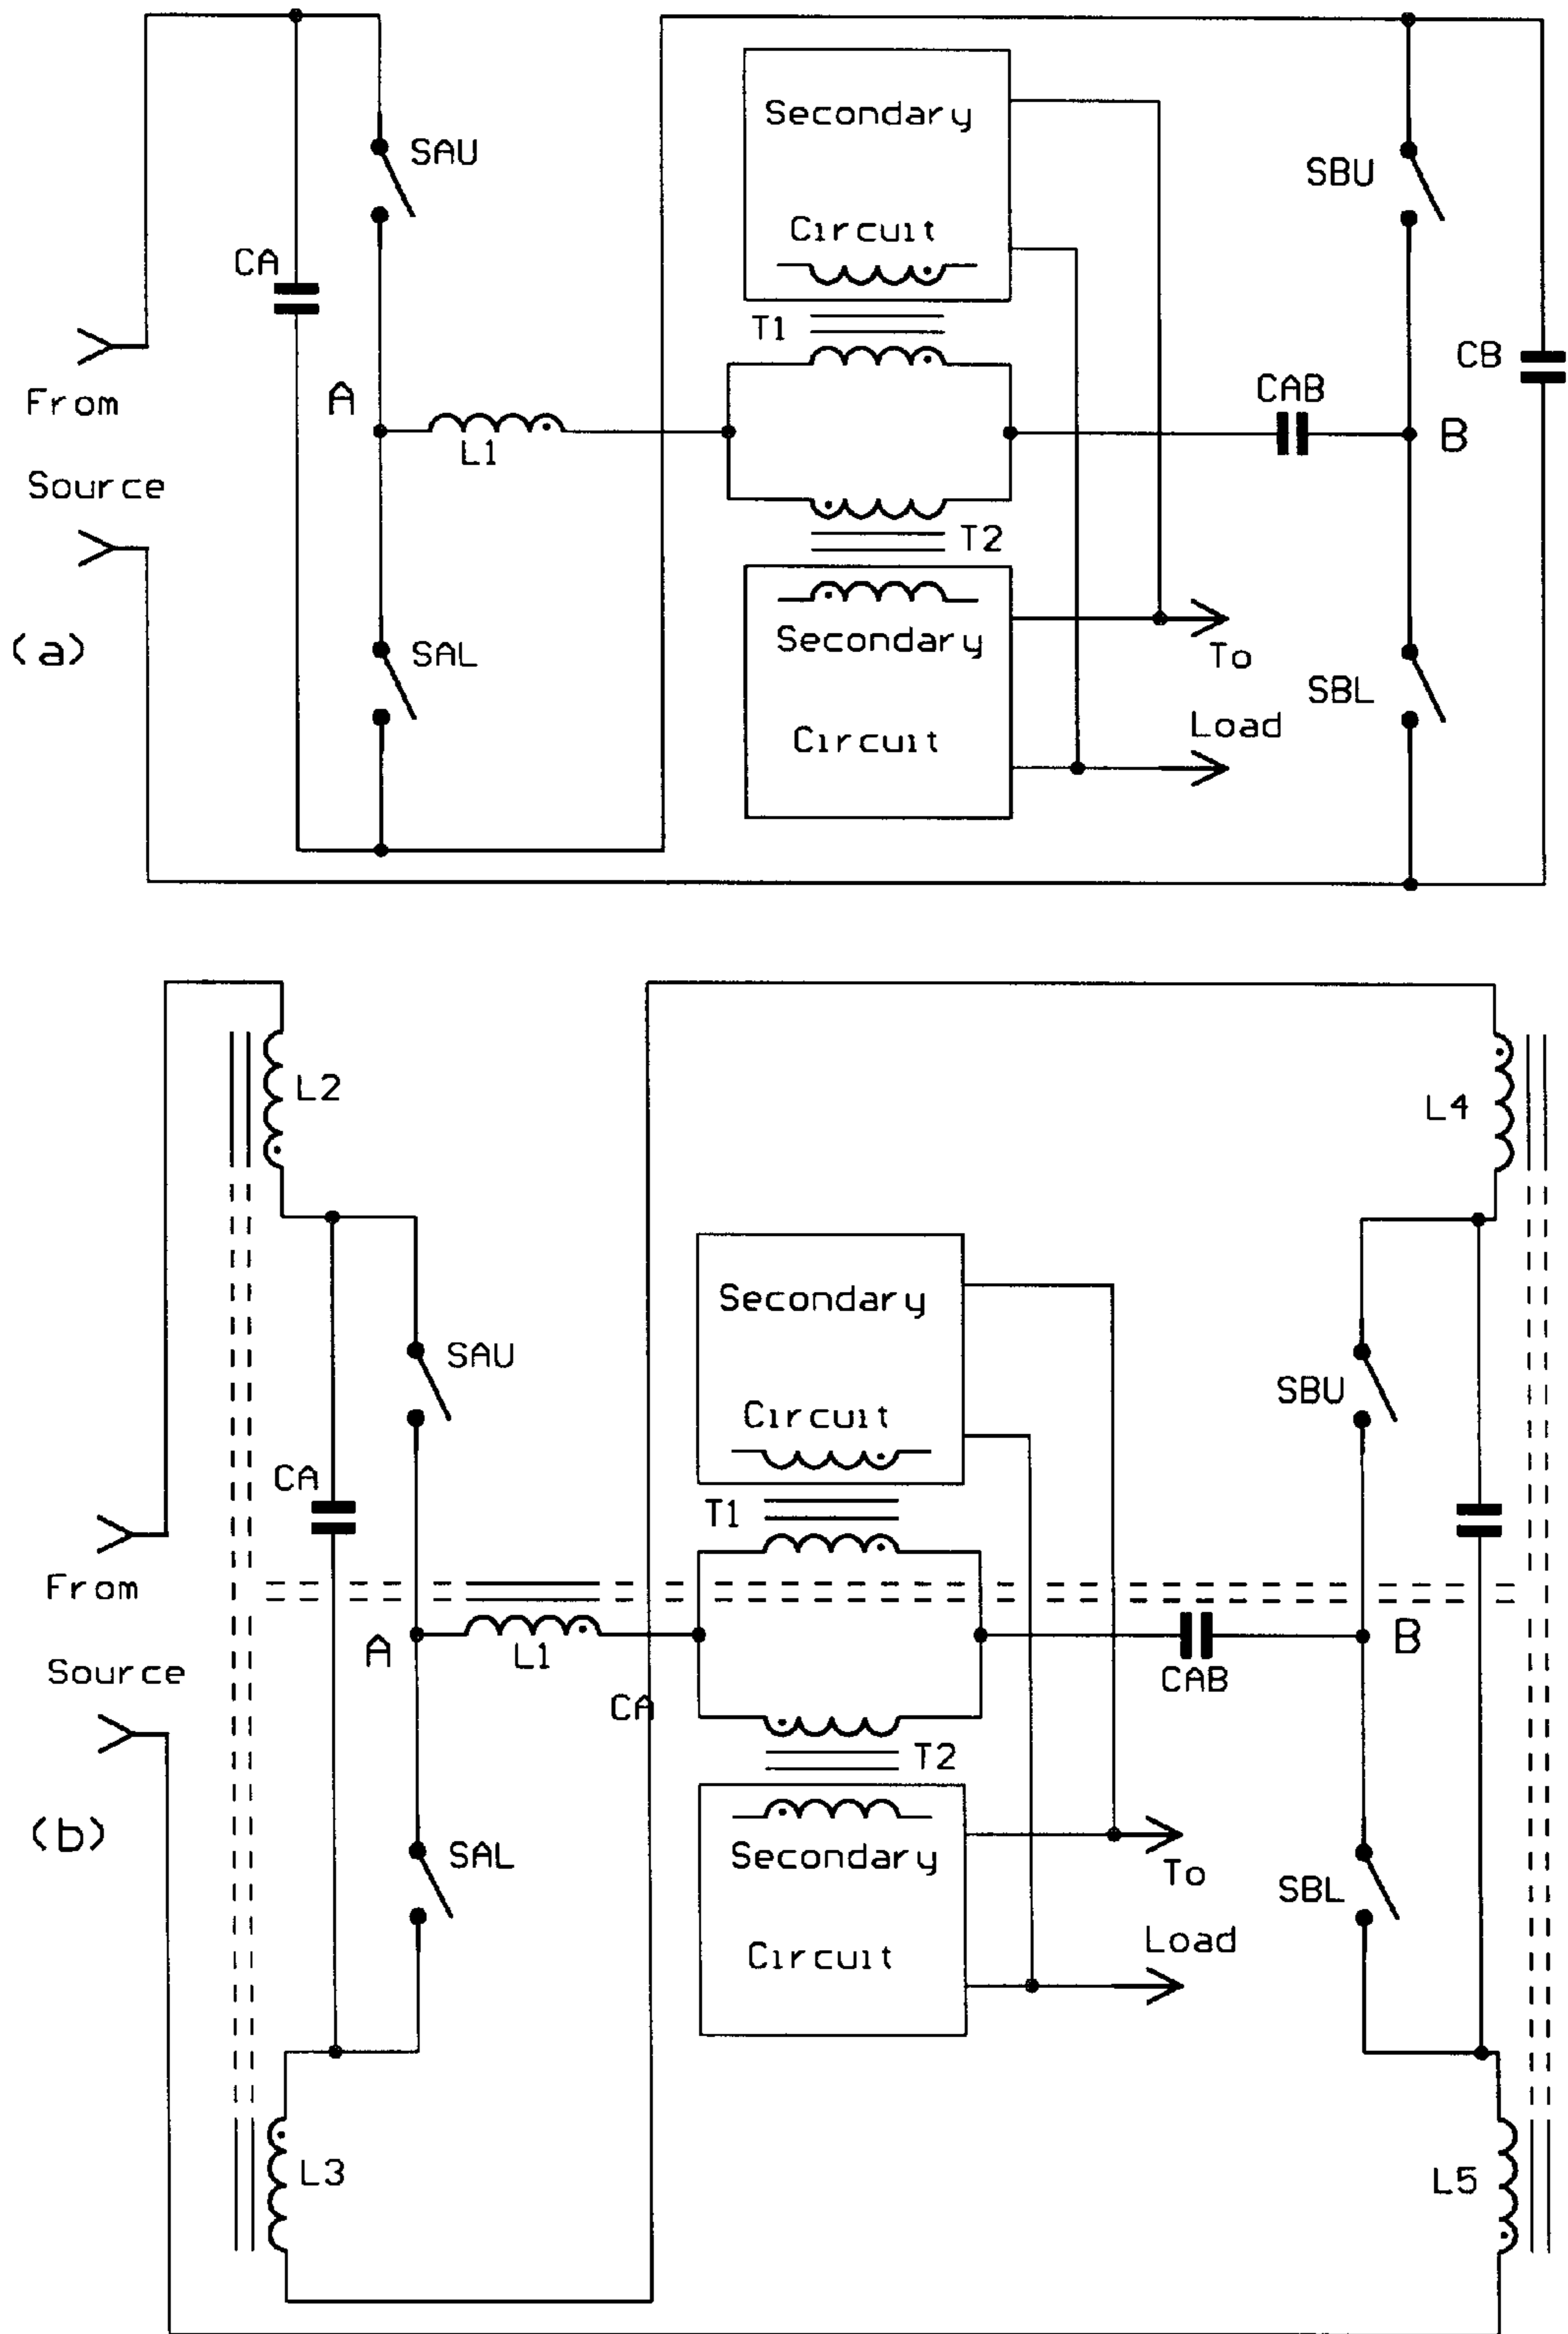 Secondary
SAU
SBU
Circuit
CA
T1
CB
From
A
CAB
L1
B
Source
T2
(a)
SAL
Secondary
To
SBL
Circuit
Load
L2
L4
Secondary
SAU
SBU
Circuit
CA
T1
From
A
L1
B
Source
CAB
CA
T2
(b)
SAL
Secondary
To
SBL
Circuit
Load
L3
L5